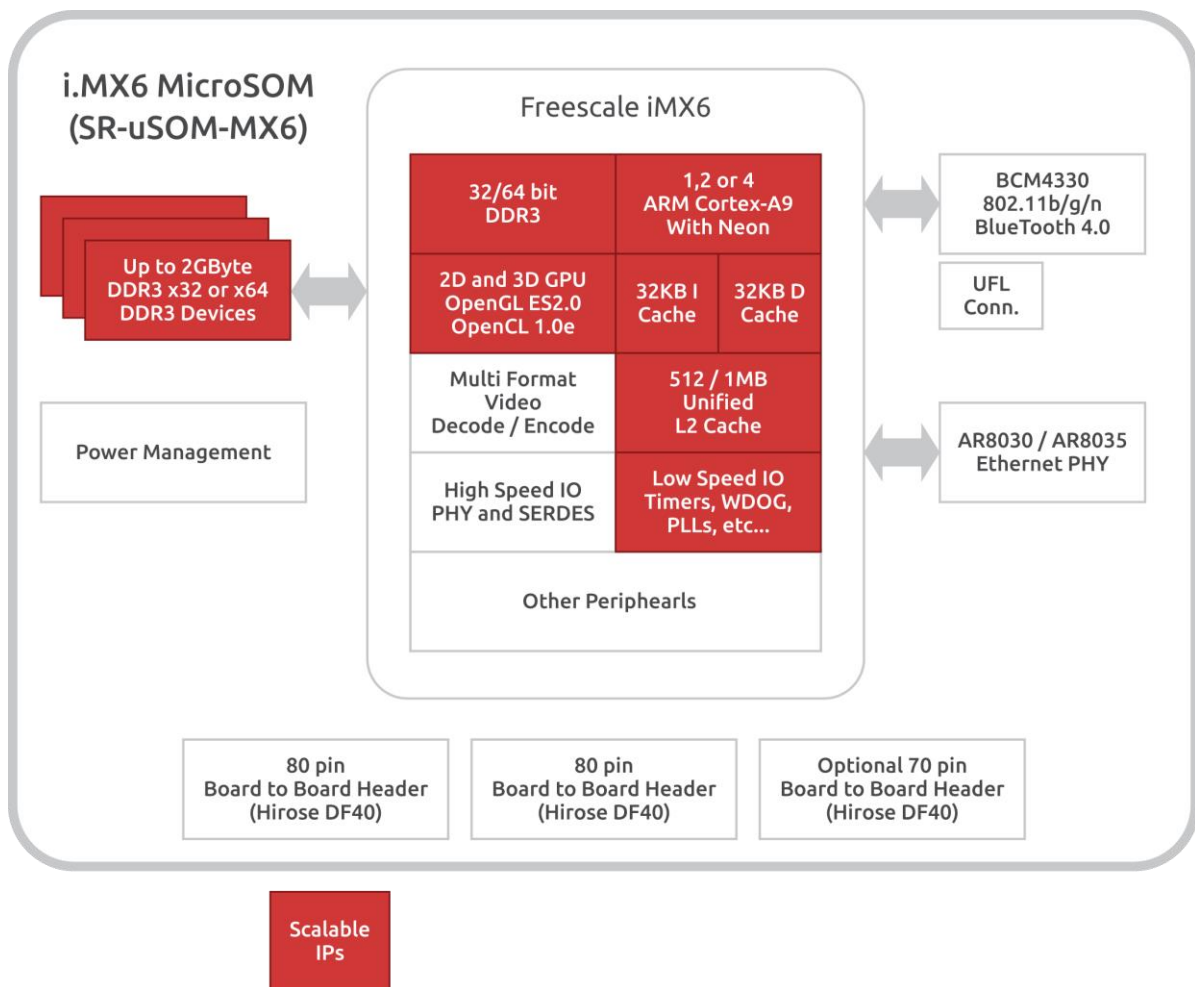 i.MX6 MicroSOM
(SR-uSOM-MX6)
Freescale iMX6
32/64 bit
DDR3
1,2 or 4
ARM Cortex-A9
With Neon
BCM4330
802.11b/g/n
BlueTooth 4.0
Up to 2GByte
DDR3 x32 or x64
DDR3 Devices
2D and 3D GPU
OpenGL ES2.0
OpenCL 1.0e
32KB I
Cache
32KB D
Cache
UFL
Conn.
Multi Format
Video
Decode / Encode
512 / 1MB
Unified
L2 Cache
Power Management
AR8030 / AR8035
Ethernet PHY
High Speed IO
PHY and SERDES
Low Speed IO
Timers, WDOG,
PLLs, etc...
Other Periphearls
80 pin
Board to Board Header
(Hirose DF40)
80 pin
Board to Board Header
(Hirose DF40)
Optional 70 pin
Board to Board Header
(Hirose DF40)
Scalable
IPs